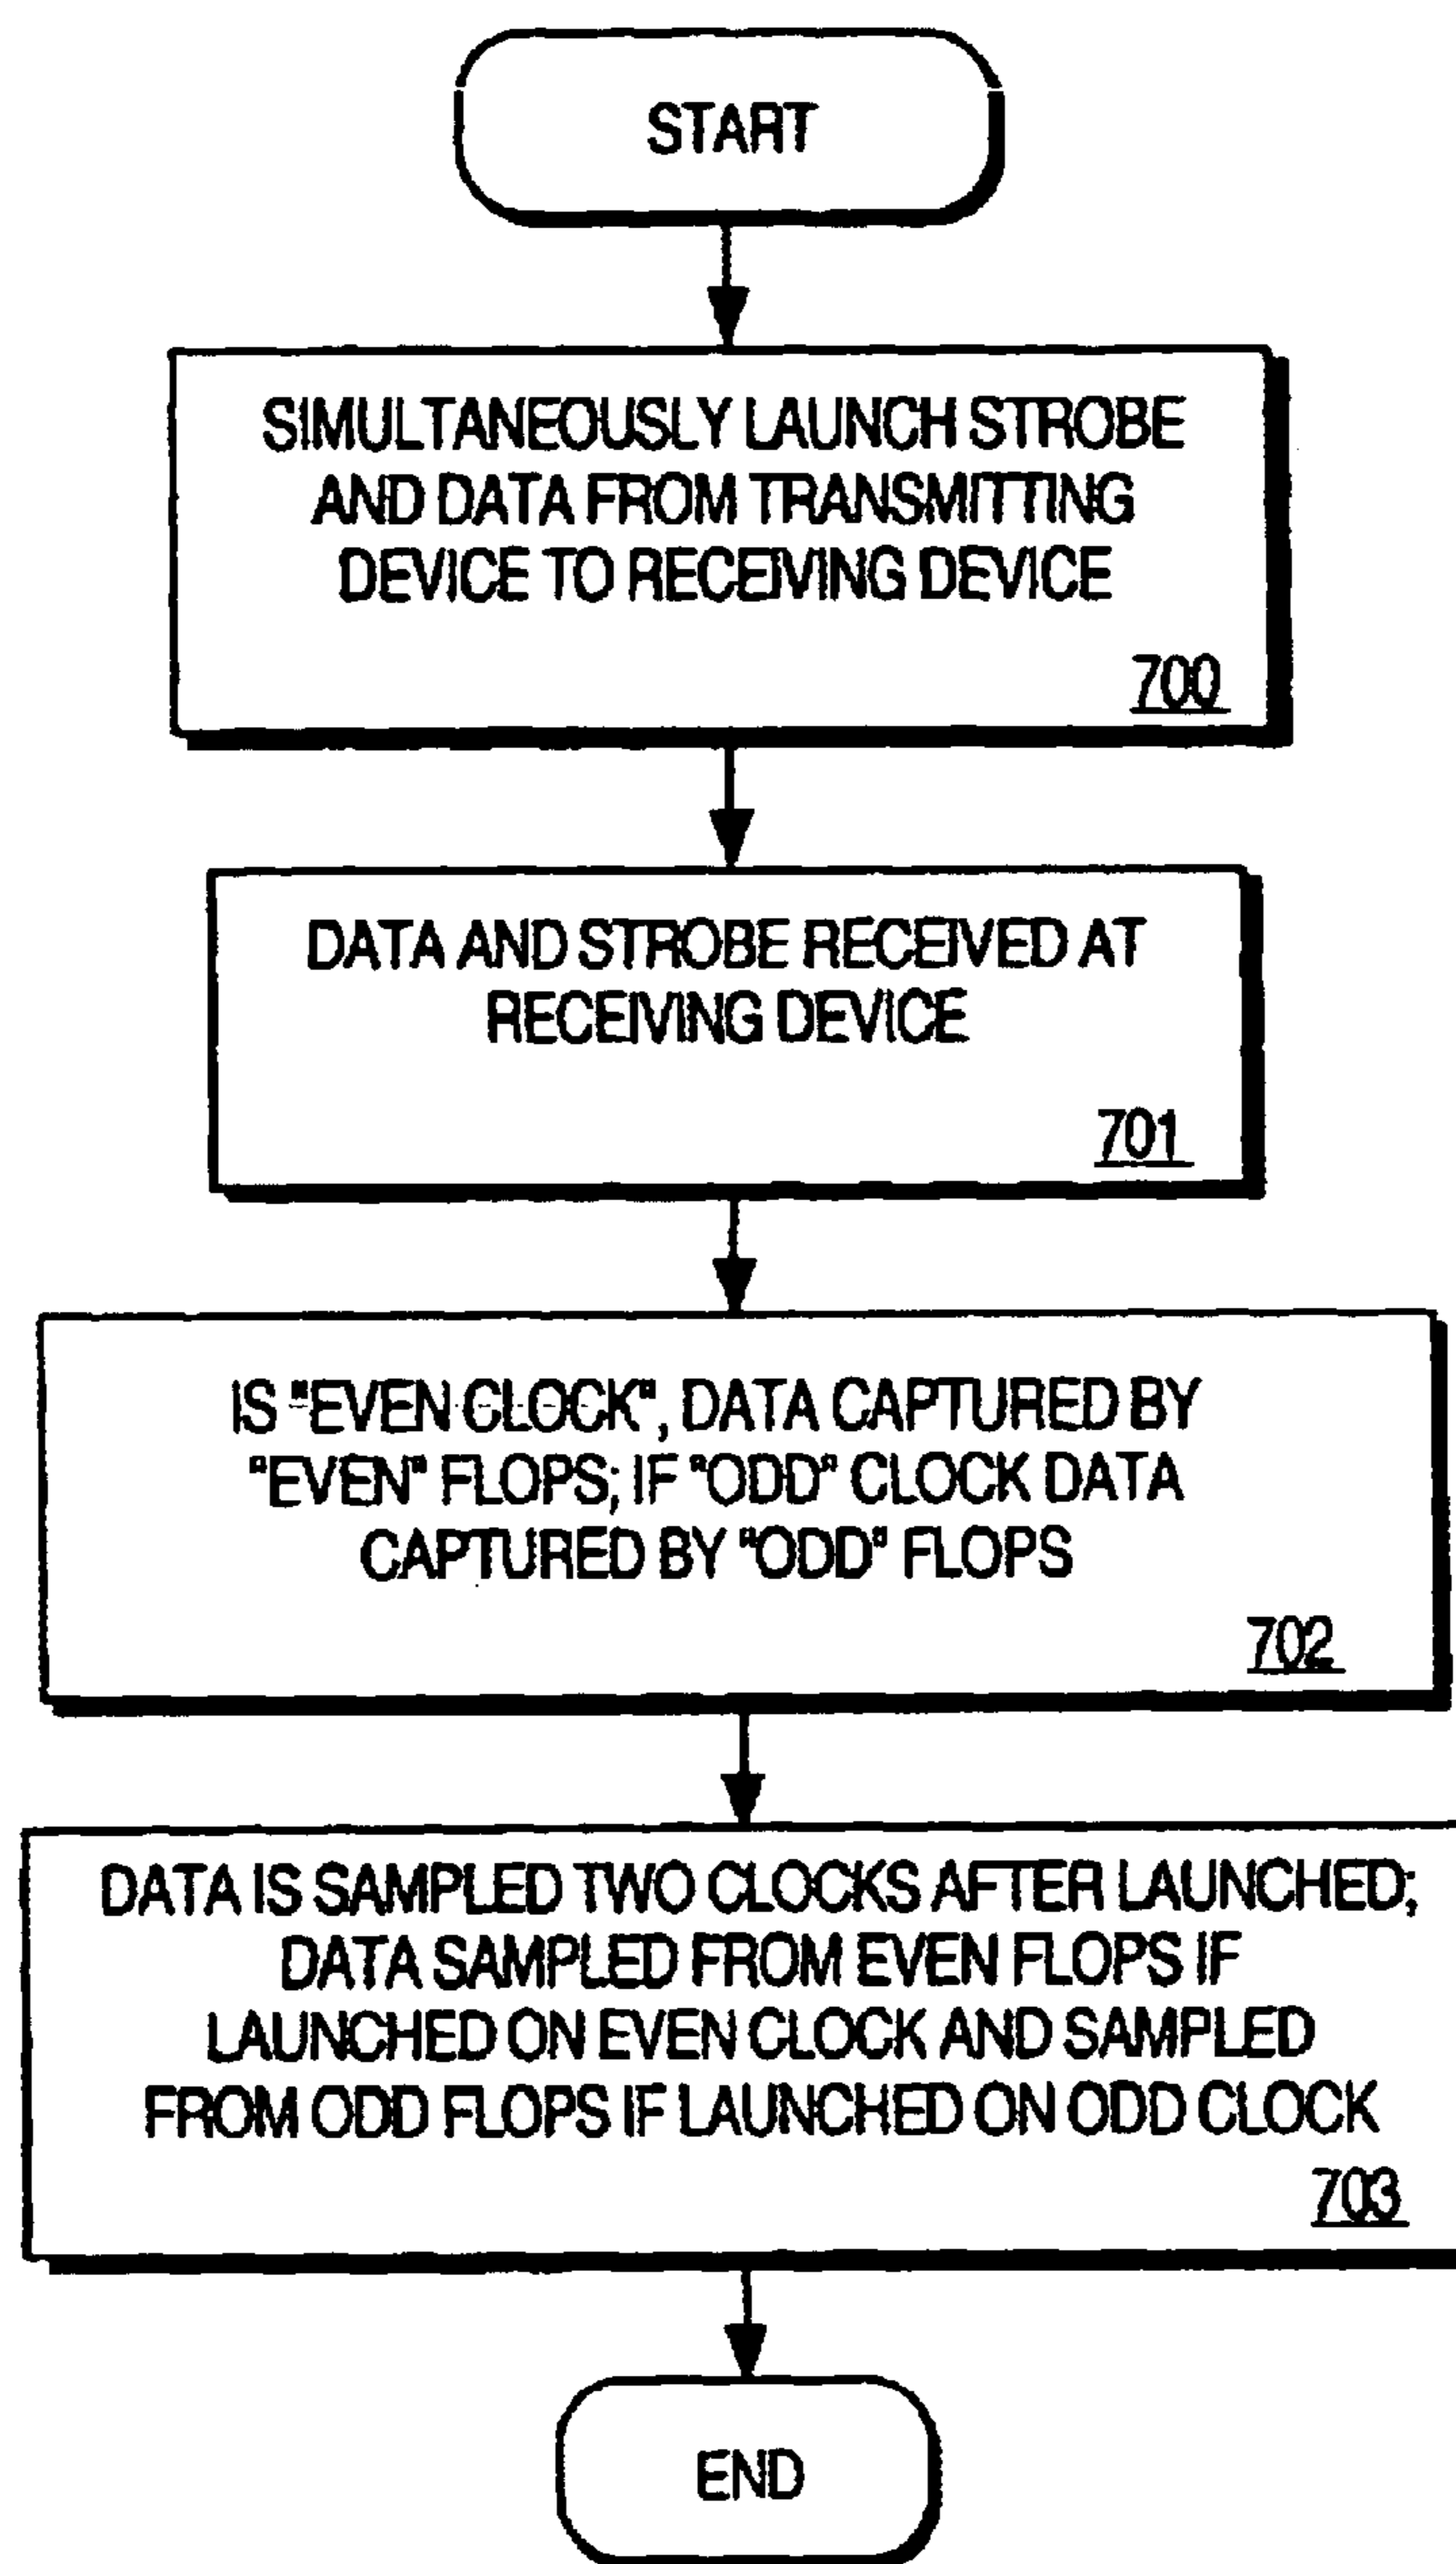 START
SIMULTANEOUSLY LAUNCH STROBE
AND DATA FROM TRANSMITTING
DEVICE TO RECEIVING DEVICE
700
DATA AND STROBE RECEIVED AT
RECEIVING DEVICE
701
IS "EVEN CLOCK", DATA CAPTURED BY
"EVEN" FLOPS; IF "ODD" CLOCK DATA
CAPTURED BY "ODD" FLOPS
702
DATA IS SAMPLED TWO CLOCKS AFTER LAUNCHED;
DATA SAMPLED FROM EVEN FLOPS IF
LAUNCHED ON EVEN CLOCK AND SAMPLED
FROM ODD FLOPS IF LAUNCHED ON ODD CLOCK
703
END